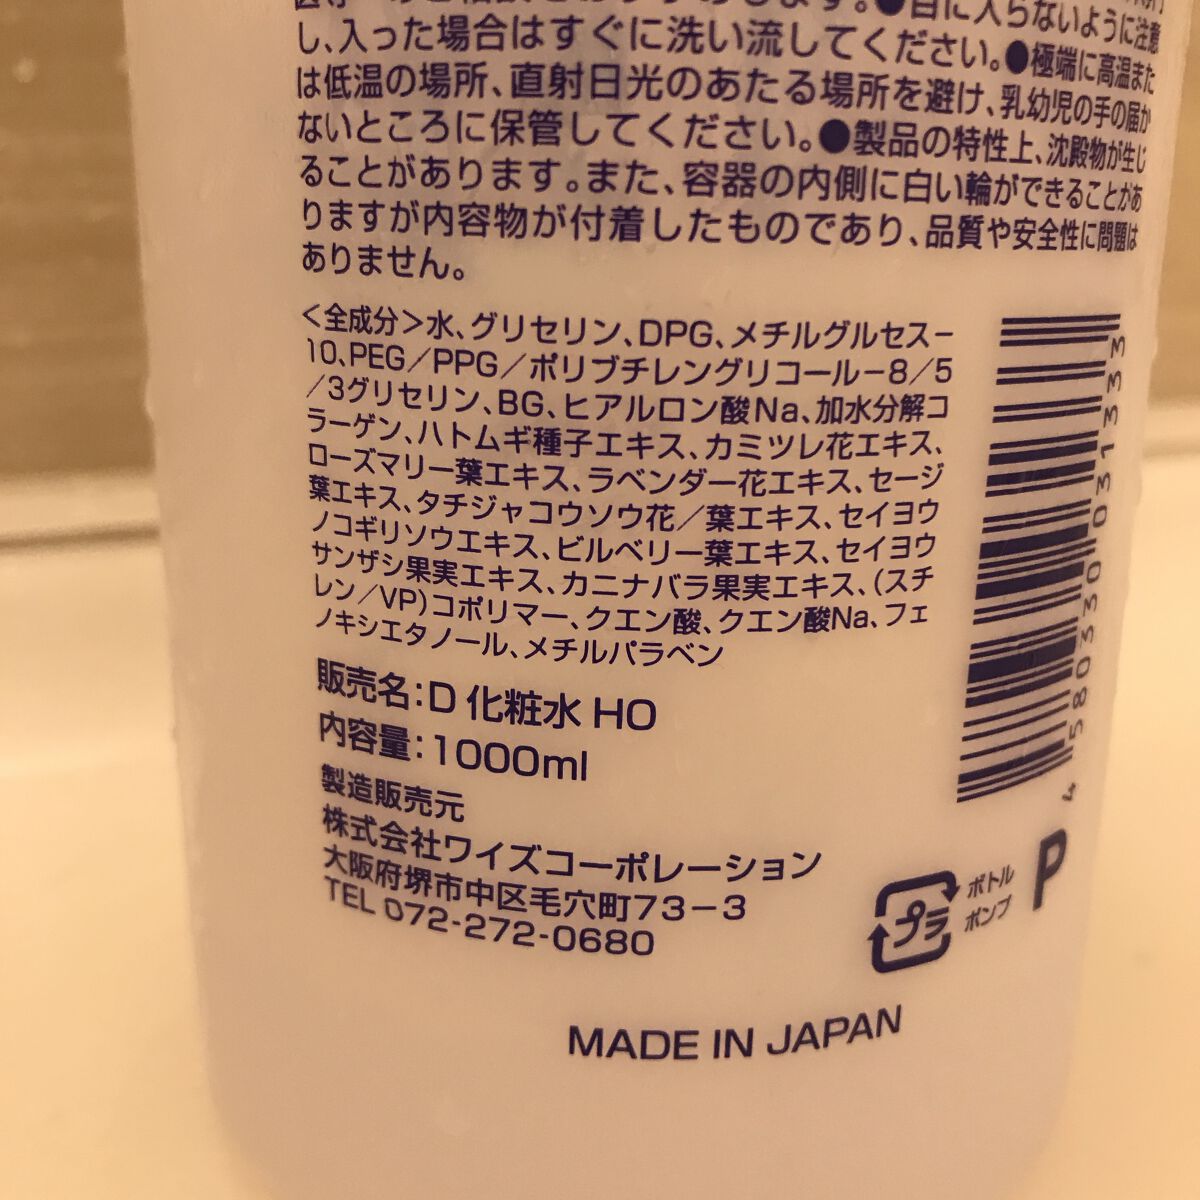 し、入った場合はすぐに洗い流してください。●極端に高温また
は低温の場所、直射日光のあたる場所を避け、乳幼児の手の届か
ないところに保管してください。●製品の特性上、沈殿物が生じ
ることがあります。また、容器の内側に白い輪ができることがあ
りますが内容物が付着したものであり、品質や安全性に問題は
ありません。
<全成分>水、グリセリン、DPG、メチルグルセス-
10、PEG/PPG/ポリブチレングリコール-8/5
/3グリセリン、BG、ヒアルロン酸Na、加水分解コ
ラーゲン、ハトムギ種子エキス、カミツレ花エキス、
ローズマリー葉エキス、ラベンダー花エキス、セージ
葉エキス、タチジャコウソウ花/葉エキス、セイヨウ
ノコギリソウエキス、ビルベリー葉エキス、セイヨウ
サンザシ果実エキス、カニナバラ果実エキス、(スチ
レン/VP)コポリマー、クエン酸、クエン酸Na、フェ
ノキシエタノール、メチルパラベン
販売名:D 化粧水 HO
内容量:1000ml
製造販売元
株式会社ワイズコーポレーション
大阪府堺市中区毛穴町73-3
TEL 072-272-0680
4 580330 031333
プラ
ボトル
ポンプ
P
MADE IN JAPAN